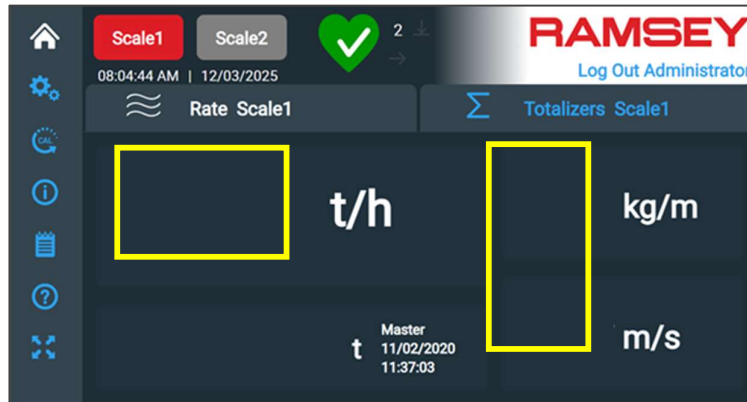 Scale1
Scale2
2
RAMSEY
08:04:44 AM | 12/03/2025
Log Out Administrator
Rate Scale1
Σ Totalizers Scale1
CAL
t/h
kg/m
t
Master
11/02/2020
11:37:03
m/s